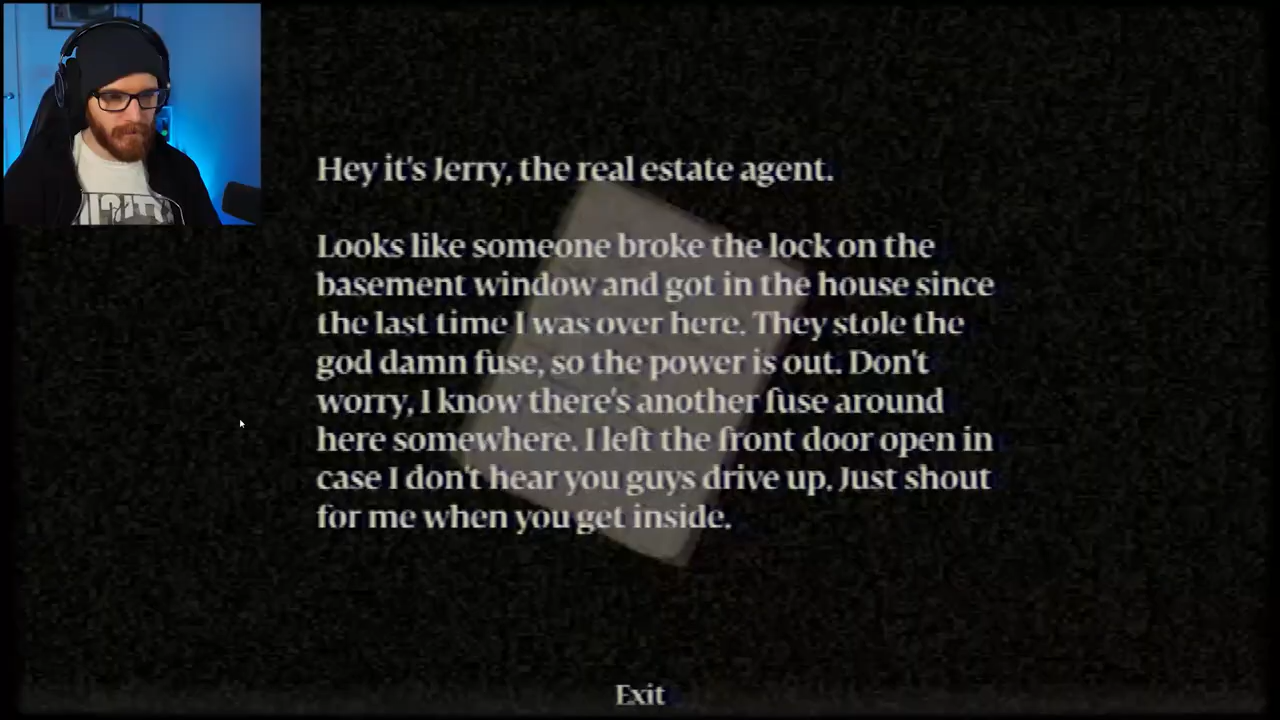 Hey it's Jerry, the real estate agent.
Looks like someone broke the lock on the
basement window and got in the house since
the last time I was over here. They stole the
god damn fuse, so the power is out. Don't
worry, I know there's another fuse around
here somewhere. I left the front door open in
case I don't hear you guys drive up. Just shout
for me when you get inside.
Exit